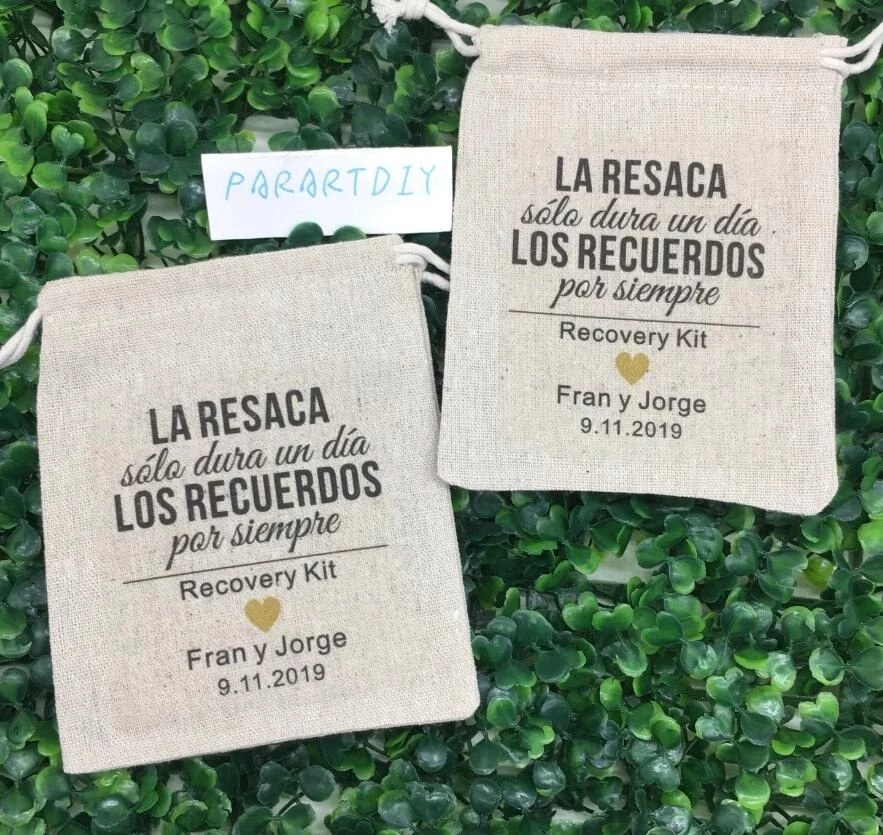 PARARTDIY
LA RESACA
sólo dura un día
LOS RECUERDOS
por siempre
Recovery Kit
Fran y Jorge
9.11.2019
LA RESACA
sólo dura un día
LOS RECUERDOS
por siempre
Recovery Kit
Fran y Jorge
9.11.2019